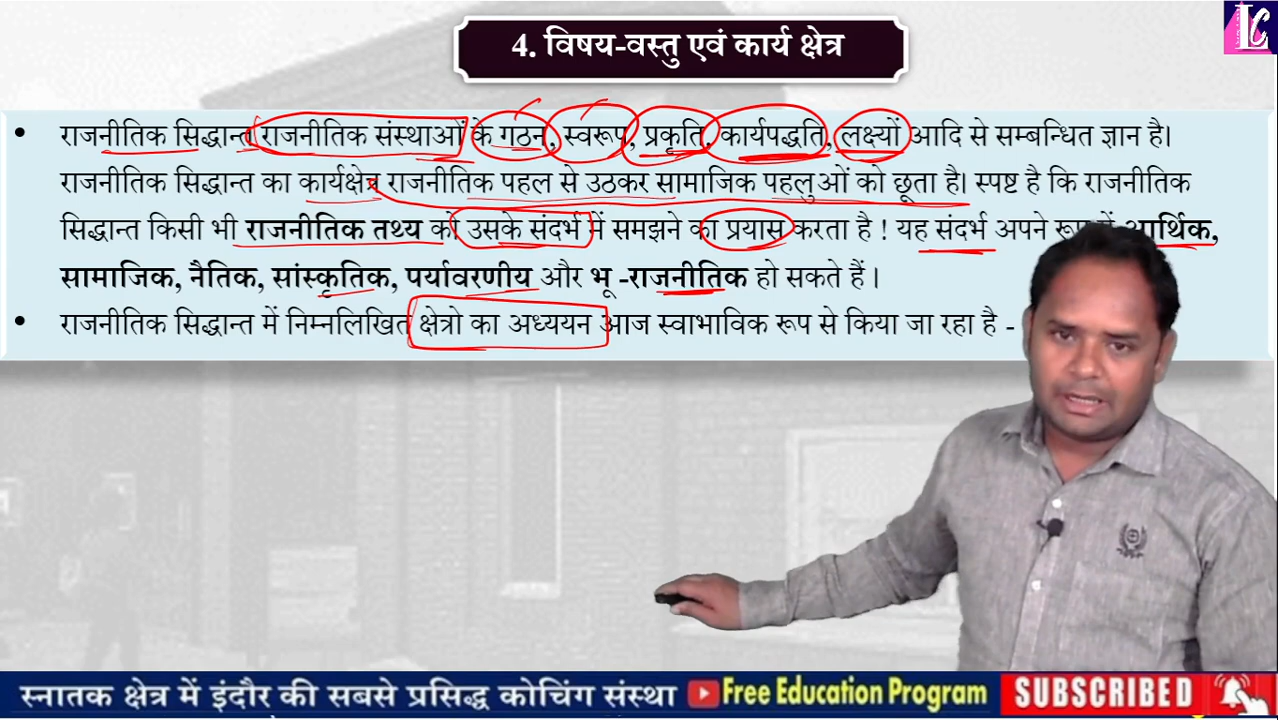 LC
4. विषय-वस्तु एवं कार्य क्षेत्र
• राजनीतिक सिद्धान्त राजनीतिक संस्थाओं के गठन, स्वरूप, प्रकृति, कार्यपद्धति, लक्ष्यों आदि से सम्बन्धित ज्ञान है।
राजनीतिक सिद्धान्त का कार्यक्षेत्र राजनीतिक पहल से उठकर सामाजिक पहलुओं को छूता है। स्पष्ट है कि राजनीतिक
सिद्धान्त किसी भी राजनीतिक तथ्य को उसके संदर्भ में समझने का प्रयास करता है ! यह संदर्भ अपने रूप में आर्थिक,
सामाजिक, नैतिक, सांस्कृतिक, पर्यावरणीय और भू -राजनीतिक हो सकते हैं ।
• राजनीतिक सिद्धान्त में निम्नलिखित क्षेत्रो का अध्ययन आज स्वाभाविक रूप से किया जा रहा है -
स्नातक क्षेत्र में इंदौर की सबसे प्रसिद्ध कोचिंग संस्था Free Education Program SUBSCRIBED